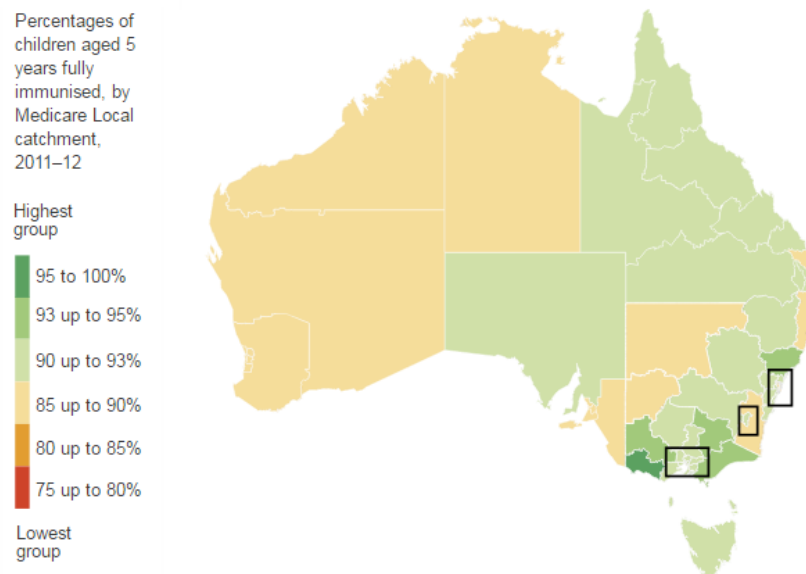 Percentages of
children aged 5
years fully
immunised, by
Medicare Local
catchment,
2011–12
Highest
group
95 to 100%
93 up to 95%
90 up to 93%
85 up to 90%
80 up to 85%
75 up to 80%
Lowest
group